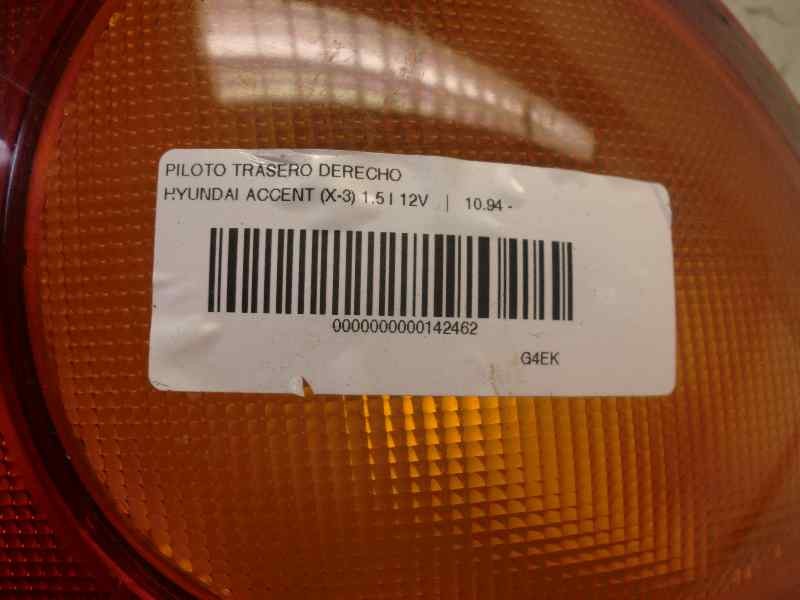 PILOTO TRASERO DERECHO
HYUNDAI ACCENT (X-3) 1.5 I 12V | 10.94 -
0000000000142462
G4EK